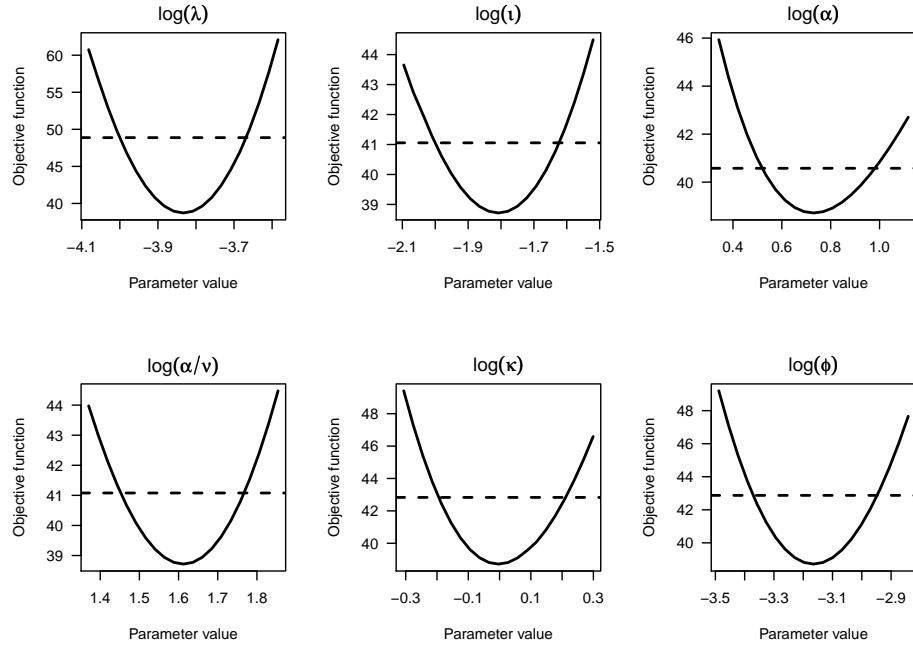 log(λ)
Objective function
60
50
40
−4.1 −3.9 −3.7
Parameter value
log(ι)
Objective function
44
43
42
41
40
39
−2.1 −1.9 −1.7 −1.5
Parameter value
log(α)
Objective function
46
44
42
40
0.4 0.6 0.8 1.0
Parameter value
log(α/ν)
Objective function
44
43
42
41
40
39
1.4 1.5 1.6 1.7 1.8
Parameter value
log(κ)
Objective function
48
46
44
42
40
−0.3 −0.1 0.1 0.3
Parameter value
log(ϕ)
Objective function
48
46
44
42
40
−3.5 −3.3 −3.1 −2.9
Parameter value